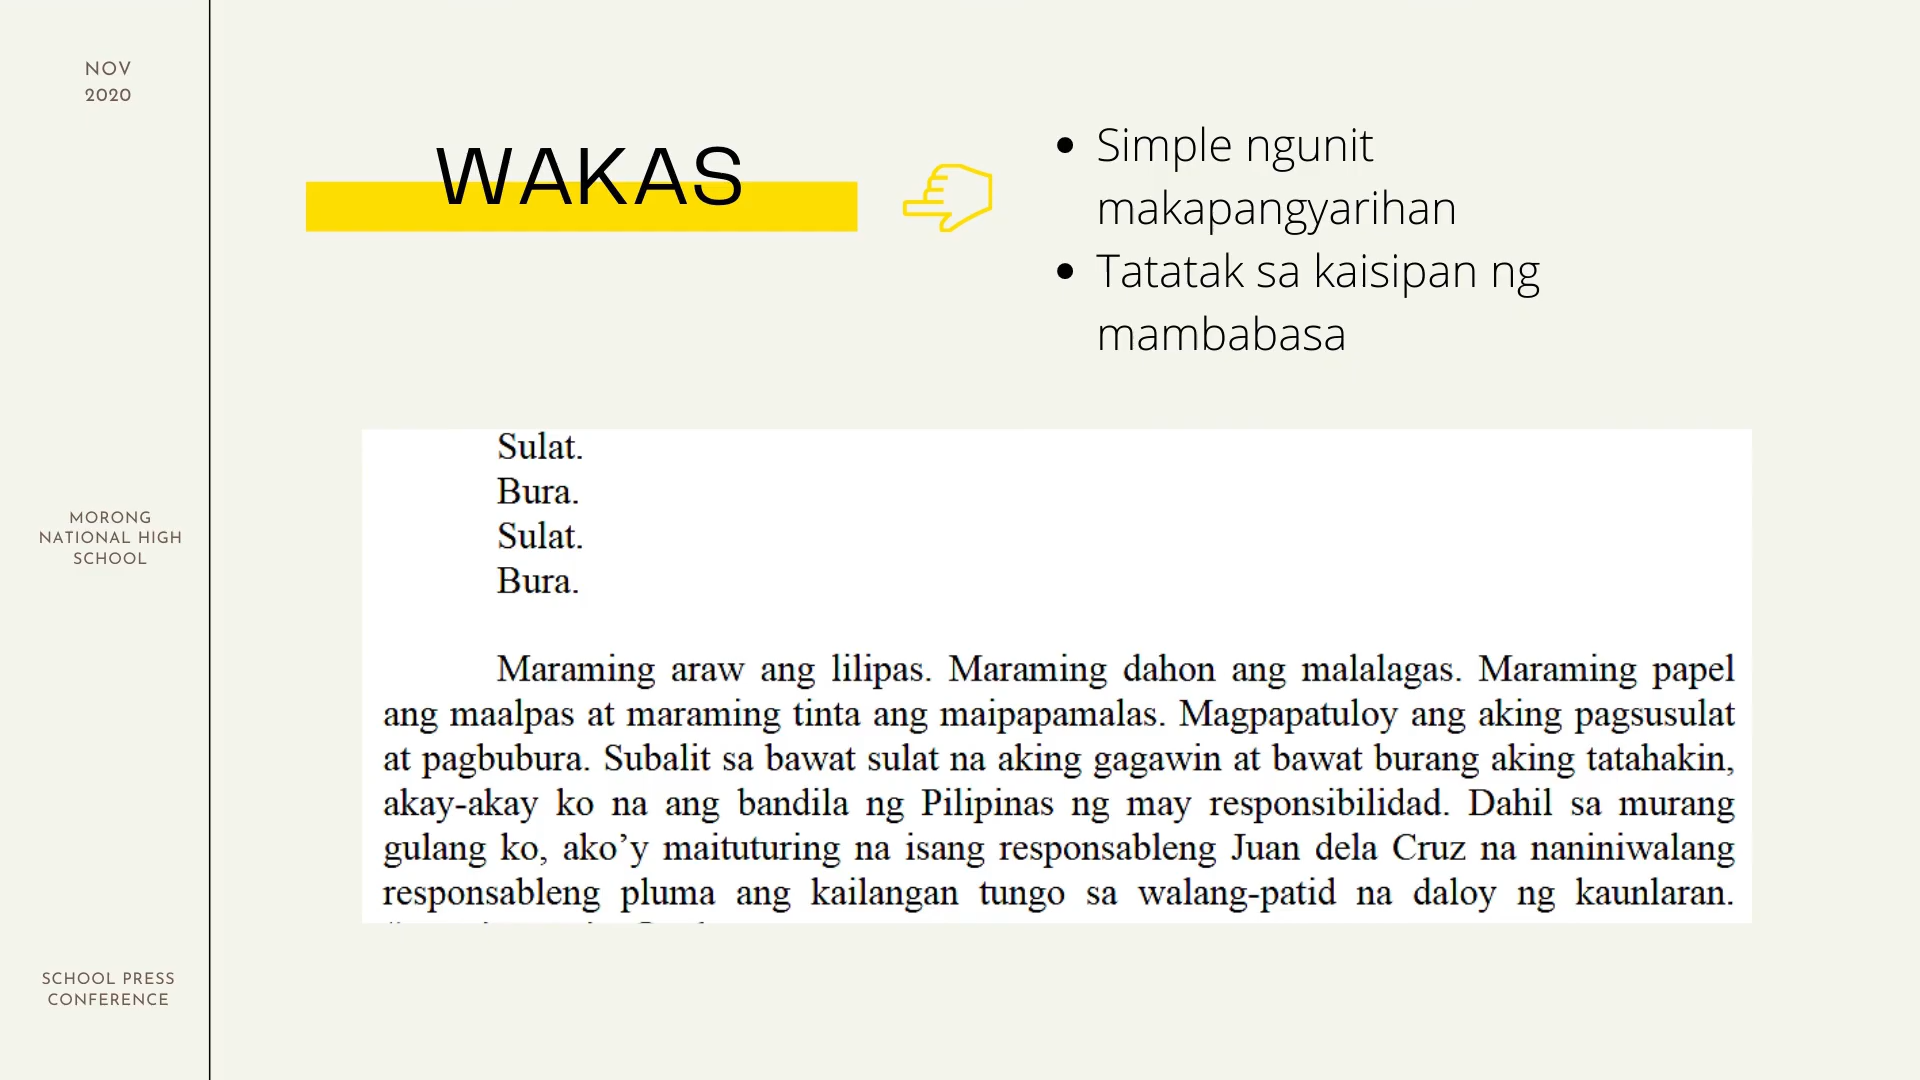 NOV
2020
WAKAS
• Simple ngunit
makapangyarihan
• Tatatak sa kaisipan ng
mambabasa
MORONG
NATIONAL HIGH
SCHOOL
Sulat.
Bura.
Sulat.
Bura.
Maraming araw ang lilipas. Maraming dahon ang malalagas. Maraming papel
ang maalpas at maraming tinta ang maipapamalas. Magpapatuloy ang aking pagsusulat
at pagbubura. Subalit sa bawat sulat na aking gagawin at bawat burang aking tatahakin,
akay-akay ko na ang bandila ng Pilipinas ng may responsibilidad. Dahil sa murang
gulang ko, ako’y maituturing na isang responsableng Juan dela Cruz na naniniwalang
responsableng pluma ang kailangan tungo sa walang-patid na daloy ng kaunlaran.
SCHOOL PRESS
CONFERENCE